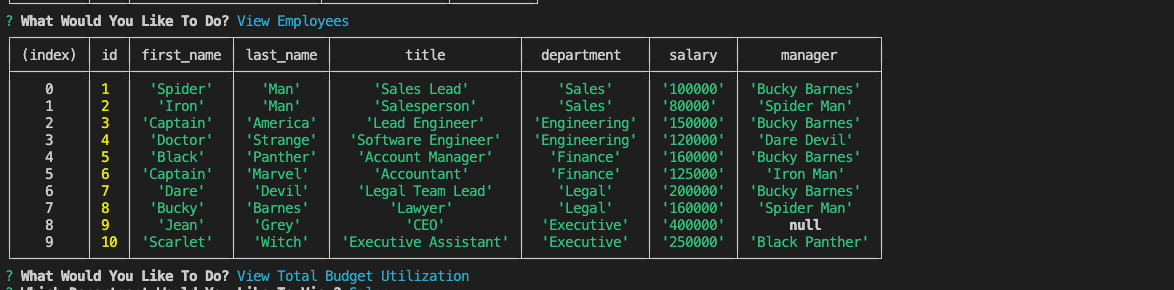 ? What Would You Like To Do? View Employees
(index) id first_name last_name title department salary manager
0 1 'Spider' 'Man' 'Sales Lead' 'Sales' '100000' 'Bucky Barnes'
1 2 'Iron' 'Man' 'Salesperson' 'Sales' '80000' 'Spider Man'
2 3 'Captain' 'America' 'Lead Engineer' 'Engineering' '150000' 'Bucky Barnes'
3 4 'Doctor' 'Strange' 'Software Engineer' 'Engineering' '120000' 'Dare Devil'
4 5 'Black' 'Panther' 'Account Manager' 'Finance' '160000' 'Bucky Barnes'
5 6 'Captain' 'Marvel' 'Accountant' 'Finance' '125000' 'Iron Man'
6 7 'Dare' 'Devil' 'Legal Team Lead' 'Legal' '200000' 'Bucky Barnes'
7 8 'Bucky' 'Barnes' 'Lawyer' 'Legal' '160000' 'Spider Man'
8 9 'Jean' 'Grey' 'CEO' 'Executive' '400000' null
9 10 'Scarlet' 'Witch' 'Executive Assistant' 'Executive' '250000' 'Black Panther'
? What Would You Like To Do? View Total Budget Utilization
? Which Department Would You Like To